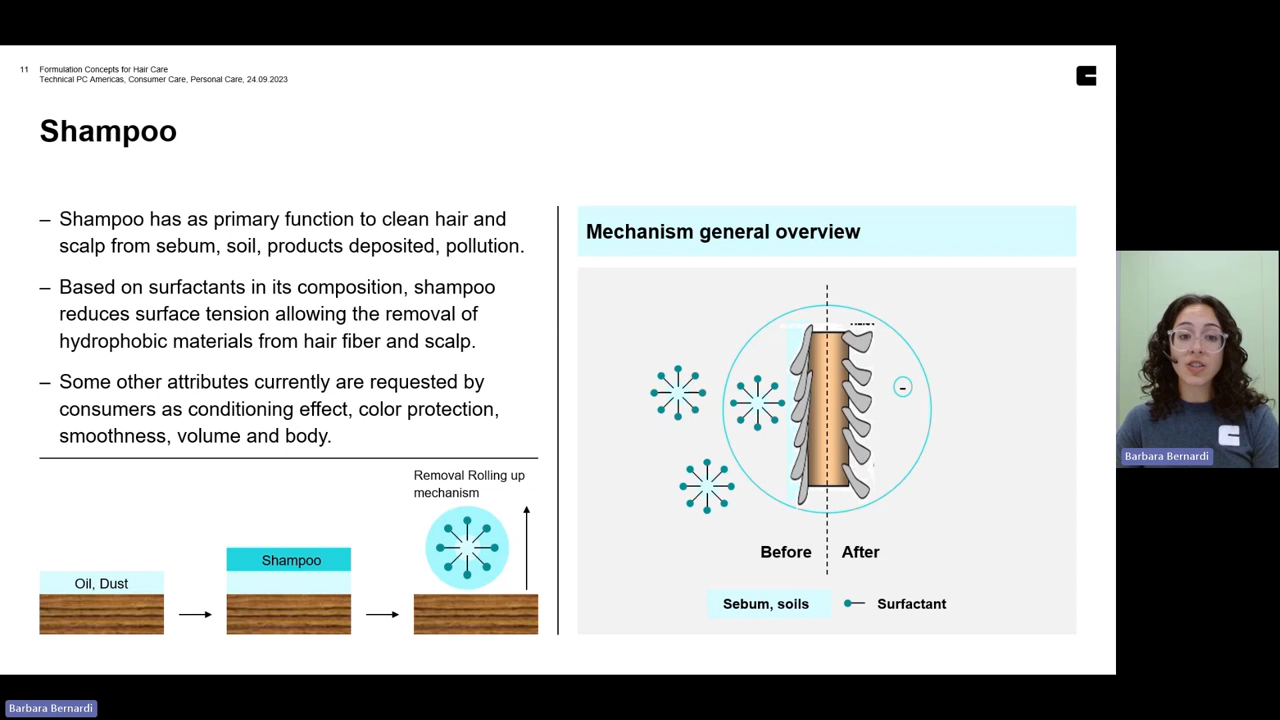 11 Formulation Concepts for Hair Care
Technical PC Americas, Consumer Care, Personal Care, 24.09.2023
Shampoo
– Shampoo has as primary function to clean hair and
scalp from sebum, soil, products deposited, pollution.
– Based on surfactants in its composition, shampoo
reduces surface tension allowing the removal of
hydrophobic materials from hair fiber and scalp.
– Some other attributes currently are requested by
consumers as conditioning effect, color protection,
smoothness, volume and body.
Removal Rolling up
mechanism
Shampoo
Oil, Dust
Mechanism general overview
-
Before
After
Sebum, soils
Surfactant
Barbara Bernardi
Barbara Bernardi